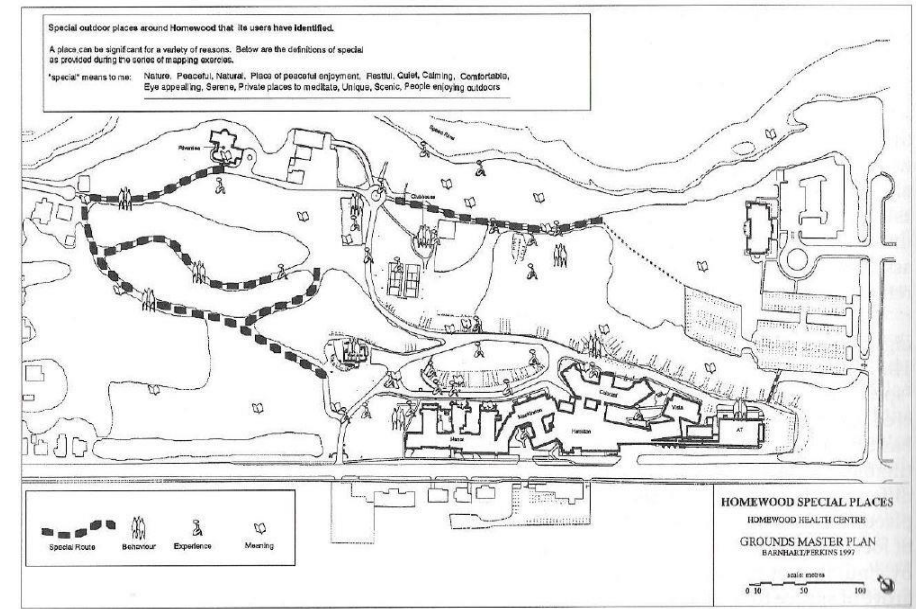 Special outdoor places around Homewood that its users have identified.
A place can be significant for a variety of reasons. Below are the definitions of special
as provided during the series of mapping exercies.
"special" means to me: Nature, Peaceful, Natural, Place of peaceful enjoyment, Restful, Quiet, Calming, Comfortable,
Eye appealling, Serene, Private places to meditate, Unique, Scenic, People enjoying outdoors
Speed River
Riverslea
Clubhouse
Colonial
Vista
Manor
Hamilton
AT
Special Route
Behaviour
Experience
Meaning
HOMEWOOD SPECIAL PLACES
HOMEWOOD HEALTH CENTRE
GROUNDS MASTER PLAN
BARNHART/PERKINS 1997
scale metres
0 10 50 100